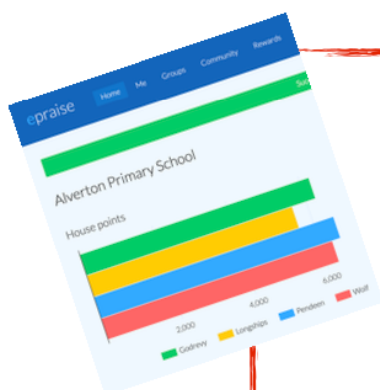 epraise Home Me Groups Community Rewards
Alverton Primary School
House points
2,000 4,000 6,000
Godrevy Longships Pendeen Wolf